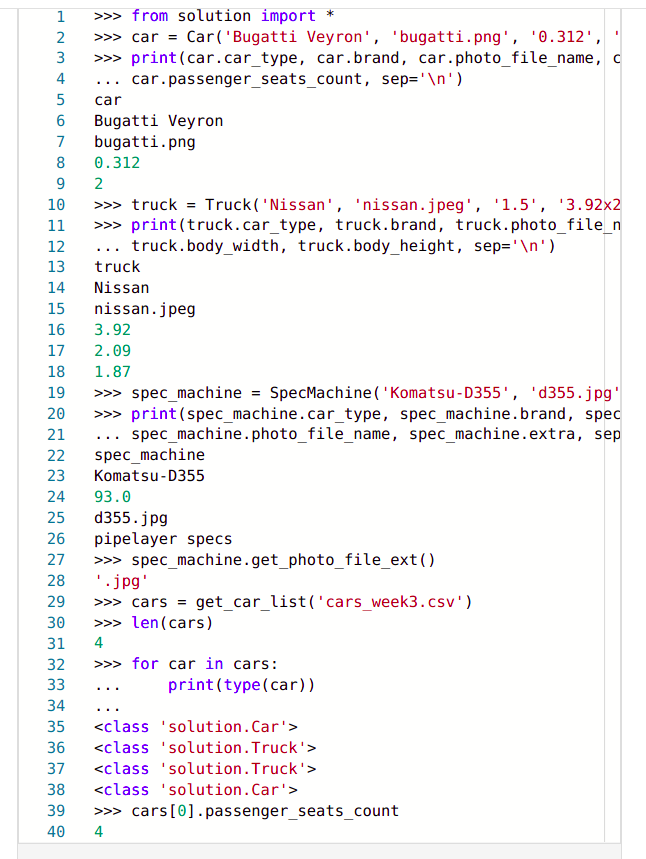 1 >>> from solution import *
2 >>> car = Car('Bugatti Veyron', 'bugatti.png', '0.312', '
3 >>> print(car.car_type, car.brand, car.photo_file_name, c
4 ... car.passenger_seats_count, sep='\n')
5 car
6 Bugatti Veyron
7 bugatti.png
8 0.312
9 2
10 >>> truck = Truck('Nissan', 'nissan.jpeg', '1.5', '3.92x2
11 >>> print(truck.car_type, truck.brand, truck.photo_file_n
12 ... truck.body_width, truck.body_height, sep='\n')
13 truck
14 Nissan
15 nissan.jpeg
16 3.92
17 2.09
18 1.87
19 >>> spec_machine = SpecMachine('Komatsu-D355', 'd355.jpg'
20 >>> print(spec_machine.car_type, spec_machine.brand, spec
21 ... spec_machine.photo_file_name, spec_machine.extra, sep
22 spec_machine
23 Komatsu-D355
24 93.0
25 d355.jpg
26 pipelayer specs
27 >>> spec_machine.get_photo_file_ext()
28 '.jpg'
29 >>> cars = get_car_list('cars_week3.csv')
30 >>> len(cars)
31 4
32 >>> for car in cars:
33 ...     print(type(car))
34 ...
35 <class 'solution.Car'>
36 <class 'solution.Truck'>
37 <class 'solution.Truck'>
38 <class 'solution.Car'>
39 >>> cars[0].passenger_seats_count
40 4